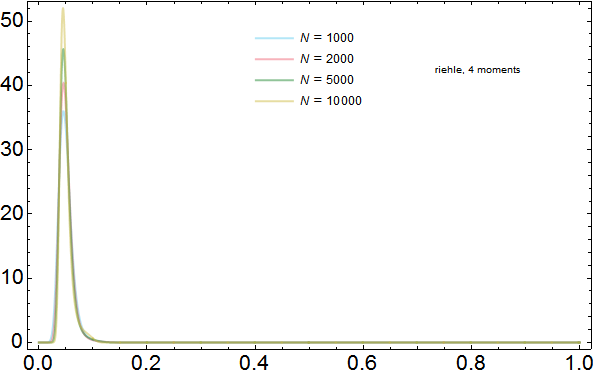 50
40
30
20
10
0
N = 1000
N = 2000
N = 5000
N = 10000
riehle, 4 moments
0.0 0.2 0.4 0.6 0.8 1.0